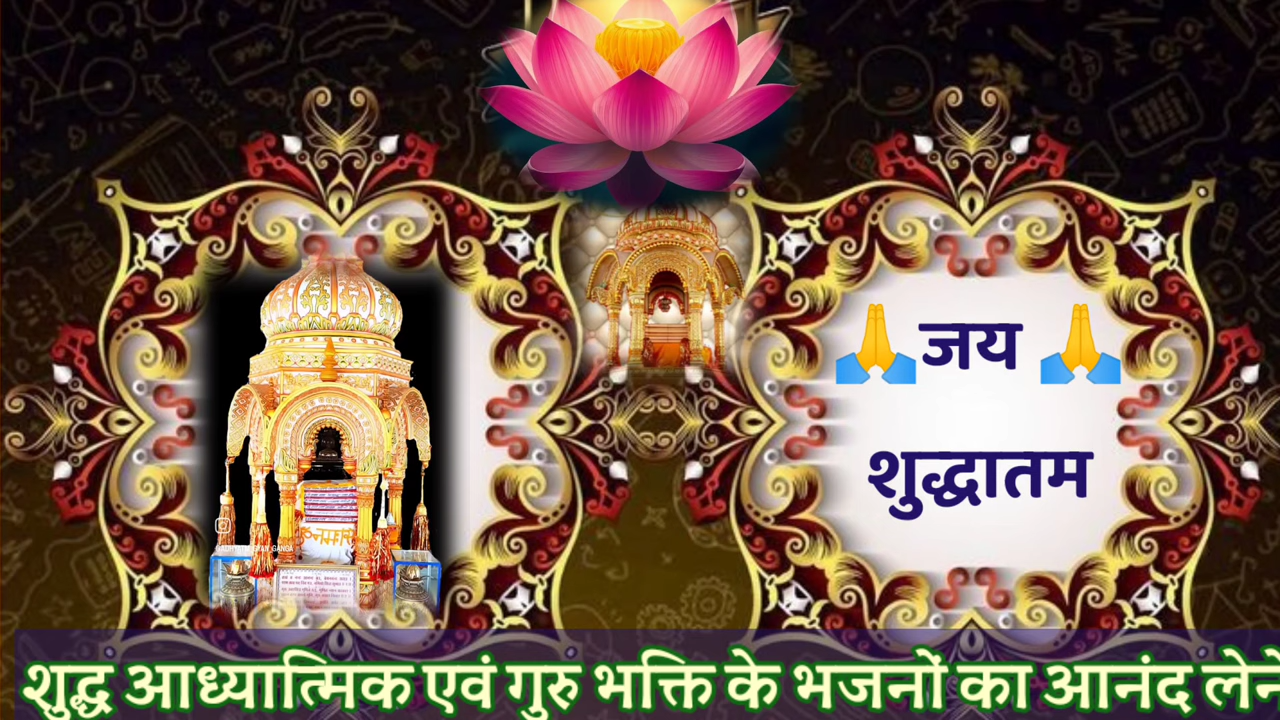 🙏जय 🙏
शुद्धातम
शुद्ध आध्यात्मिक एवं गुरु भक्ति के भजनों का आनंद लेने